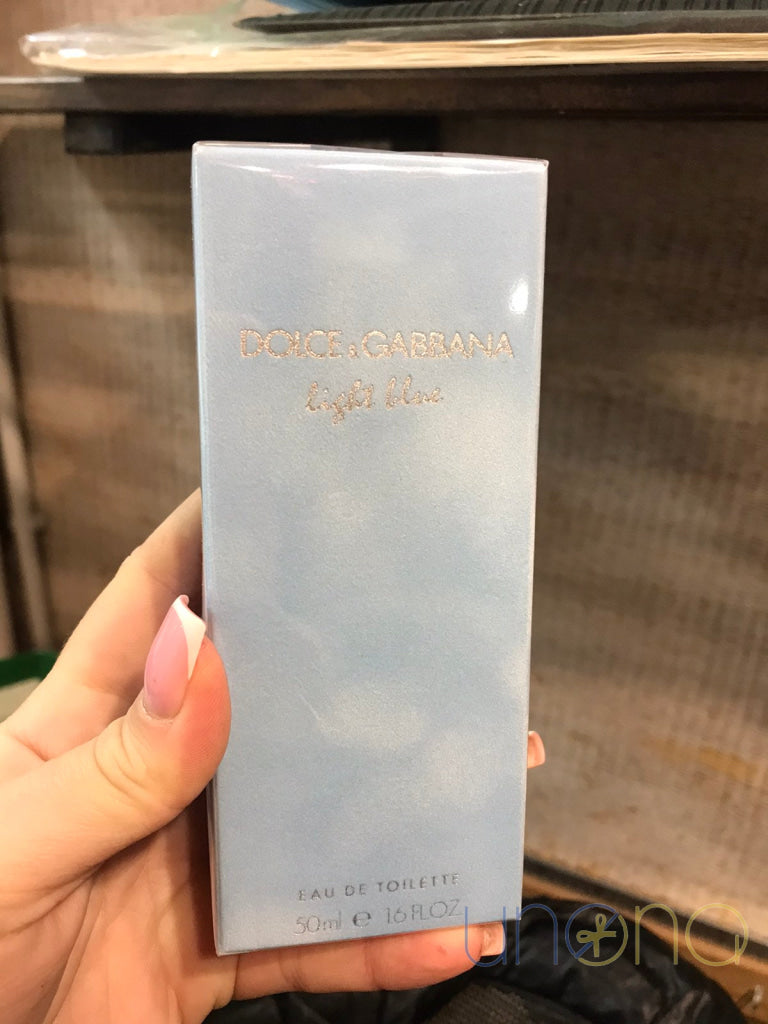 DOLCE & GABBANA
light blue
EAU DE TOILETTE
50ml e 1.6 FL.OZ.
unona